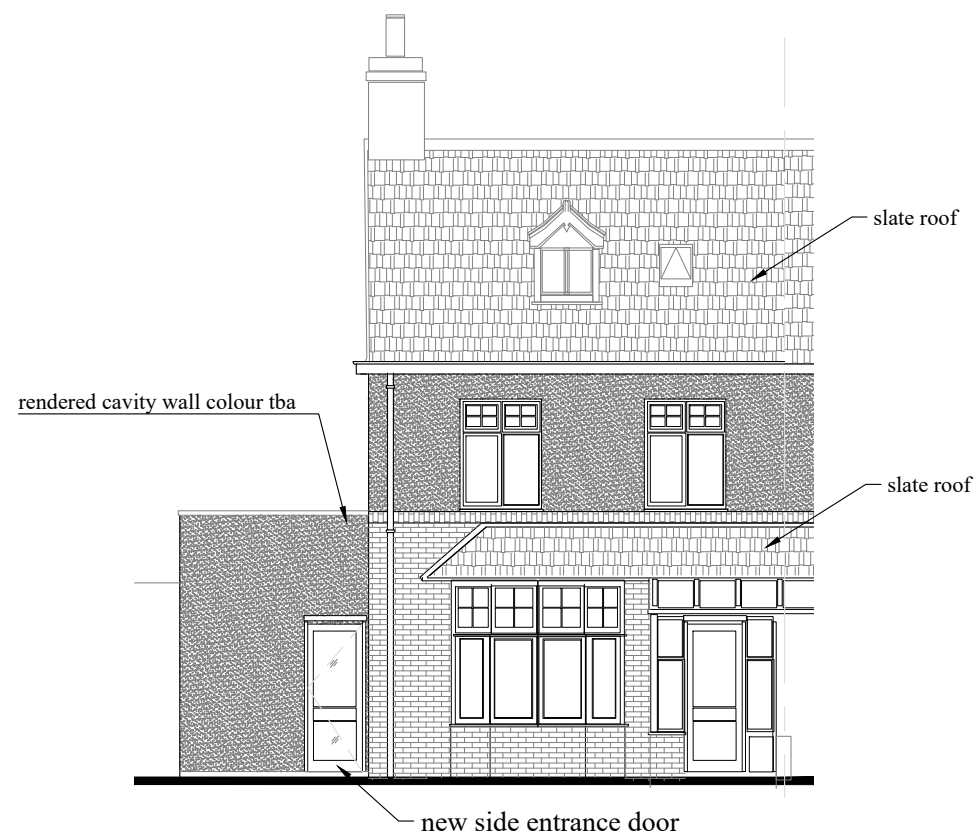 slate roof
rendered cavity wall colour tba
slate roof
new side entrance door